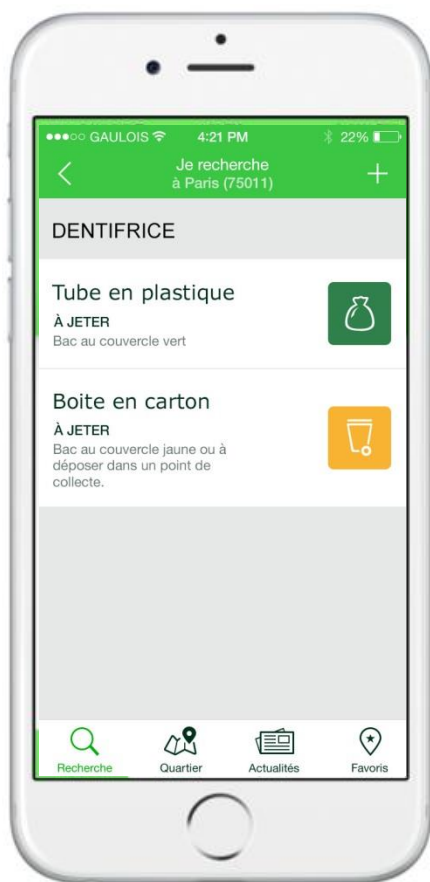 GAULOIS 4:21 PM 22%
Je recherche
à Paris (75011)
DENTIFRICE
Tube en plastique
À JETER
Bac au couvercle vert
Boite en carton
À JETER
Bac au couvercle jaune ou à
déposer dans un point de
collecte.
Recherche Quartier Actualités Favoris